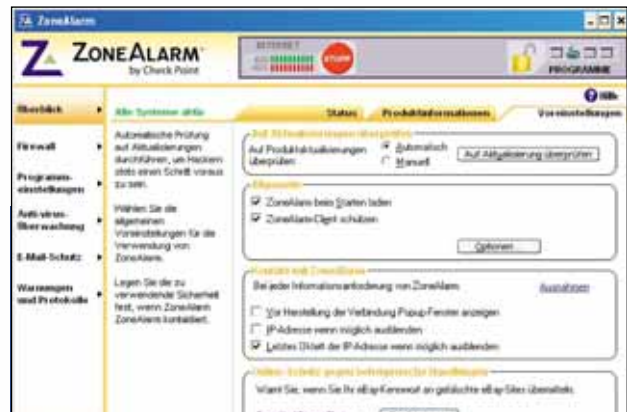 ZoneAlarm
ZONEALARM
by Check Point
INTERNET
STOPP
PROGRAMME
Hilfe
Überblick
Alle Systeme aktiv
Status
Produktinformationen
Voreinstellungen
Firewall
Programm-
einstellungen
Anti-virus-
Überwachung
E-Mail-Schutz
Warnungen
und Protokolle
Automatische Prüfung
auf Aktualisierungen
durchführen, um Hackern
stets einen Schritt voraus
zu sein.
Wählen Sie die
allgemeinen
Voreinstellungen für die
Verwendung von
ZoneAlarm.
Legen Sie die zu
verwendende Sicherheit
fest, wenn ZoneAlarm
ZoneAlarm kontaktiert.
Auf Aktualisierungen überprüfen
Auf Produktaktualisierungen
überprüfen:
Automatisch
Manuell
Auf Aktualisierung überprüfen
Allgemein
ZoneAlarm beim Starten laden
ZoneAlarm-Client schützen
Optionen
Kontakt mit ZoneAlarm
Bei jeder Informationsanforderung von ZoneAlarm
Ausnahmen
Vor Herstellung der Verbindung Popup-Fenster anzeigen
IP-Adresse wenn möglich ausblenden
Letztes Oktett der IP-Adresse wenn möglich ausblenden
Online-Schutz gegen betrügerische Handlungen
Warnt Sie, wenn Sie Ihr eBay-Kennwort an gefälschte eBay-Sites übermitteln.